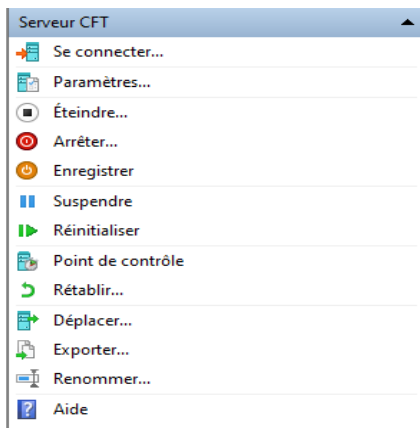 Serveur CFT
Se connecter...
Paramètres...
Éteindre...
Arrêter...
Enregistrer
Suspendre
Réinitialiser
Point de contrôle
Rétablir...
Déplacer...
Exporter...
Renommer...
Aide